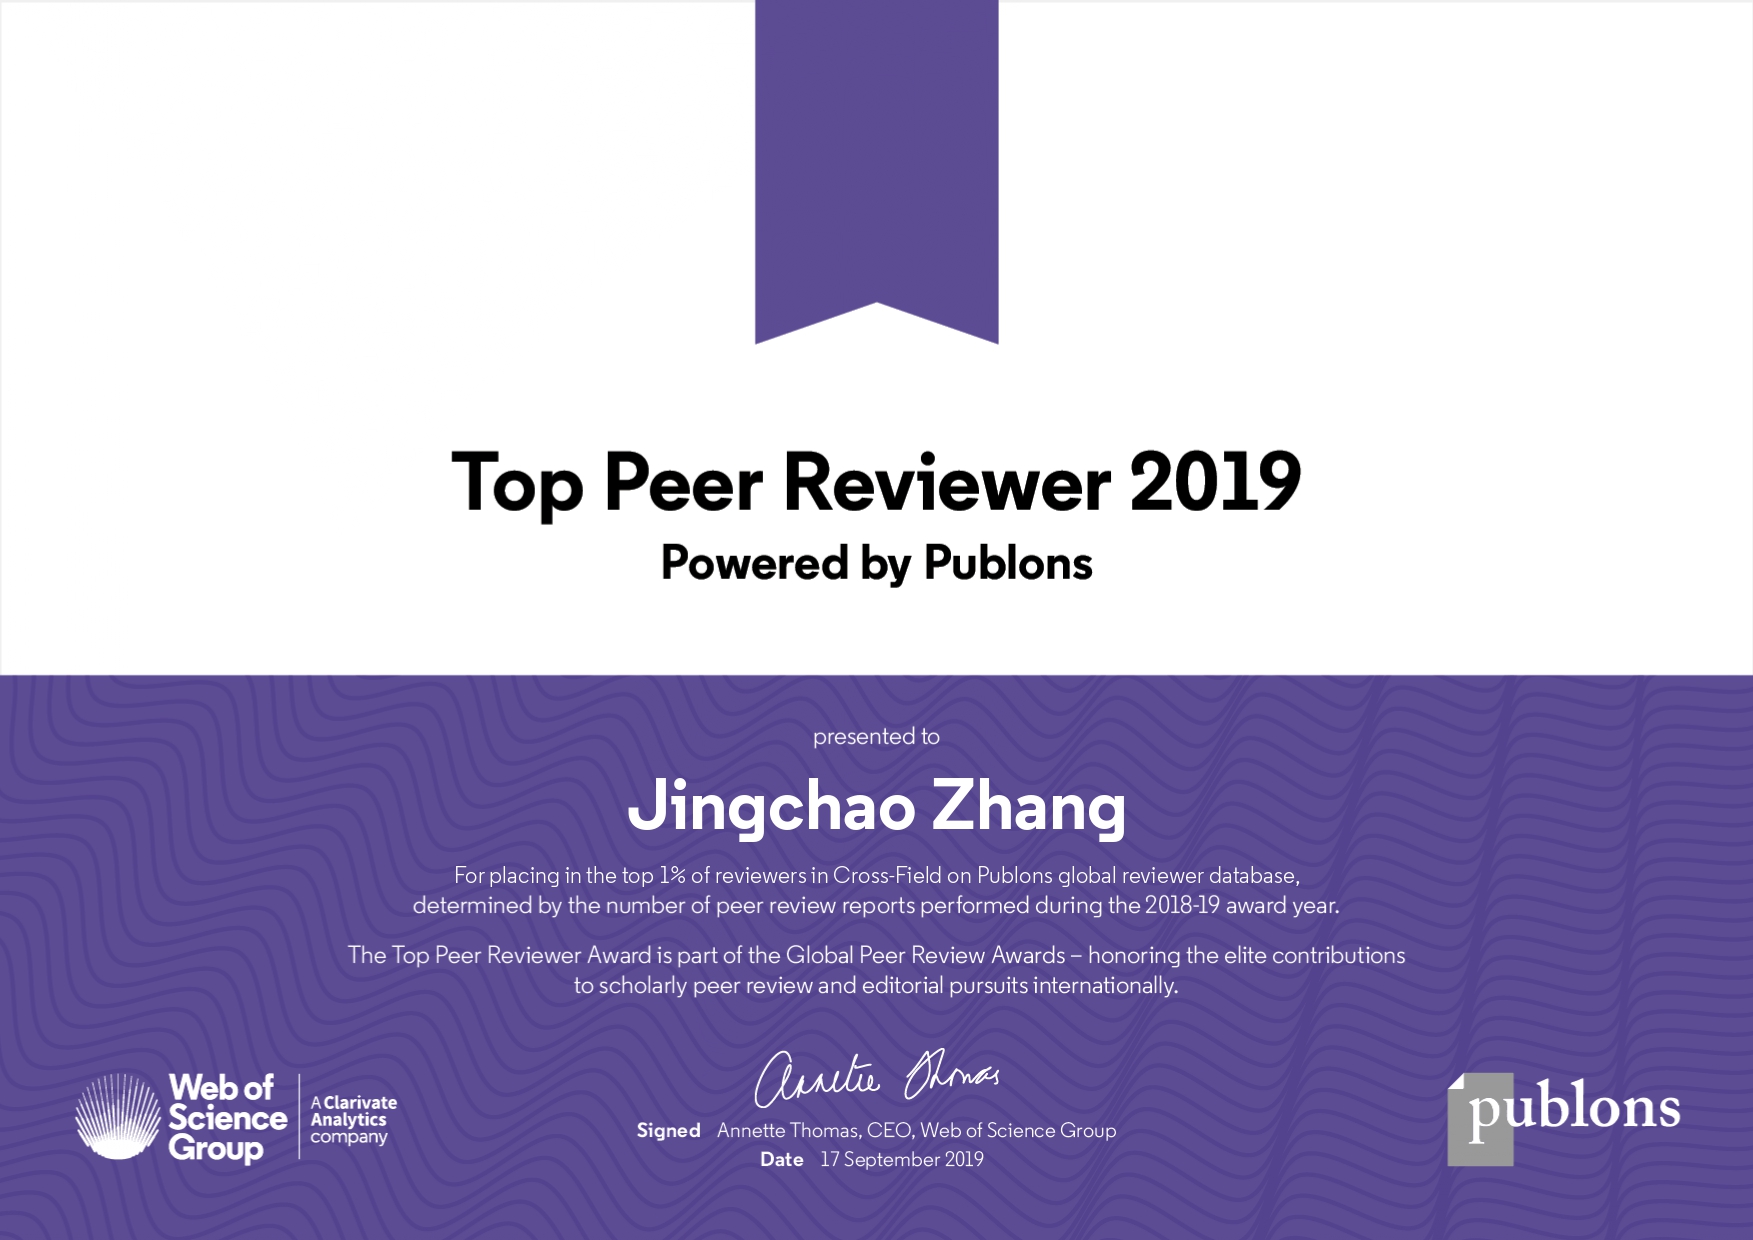 Top Peer Reviewer 2019
Powered by Publons
presented to
Jingchao Zhang
For placing in the top 1% of reviewers in Cross-Field on Publons global reviewer database,
determined by the number of peer review reports performed during the 2018-19 award year.
The Top Peer Reviewer Award is part of the Global Peer Review Awards – honoring the elite contributions
to scholarly peer review and editorial pursuits internationally.
Annette Thomas
Signed Annette Thomas, CEO, Web of Science Group
Date 17 September 2019
Web of
Science
Group
A Clarivate
Analytics
company
publons